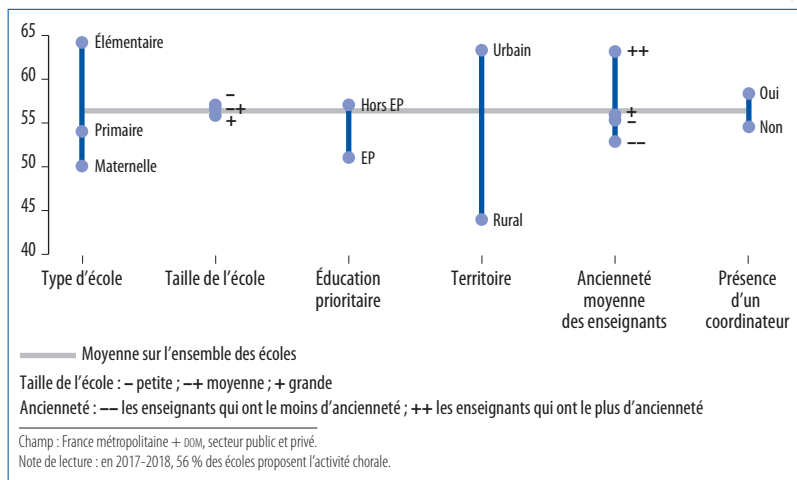 65
60
55
50
45
40
Élémentaire
Primaire
Maternelle
–
–+
+
Hors EP
EP
Urbain
Rural
++
+
–
––
Oui
Non
Type d'école
Taille de l'école
Éducation
prioritaire
Territoire
Ancienneté
moyenne
des enseignants
Présence
d'un
coordinateur
Moyenne sur l'ensemble des écoles
Taille de l'école : – petite ; –+ moyenne ; + grande
Ancienneté : –– les enseignants qui ont le moins d'ancienneté ; ++ les enseignants qui ont le plus d'ancienneté
Champ : France métropolitaine + DOM, secteur public et privé.
Note de lecture : en 2017-2018, 56 % des écoles proposent l'activité chorale.